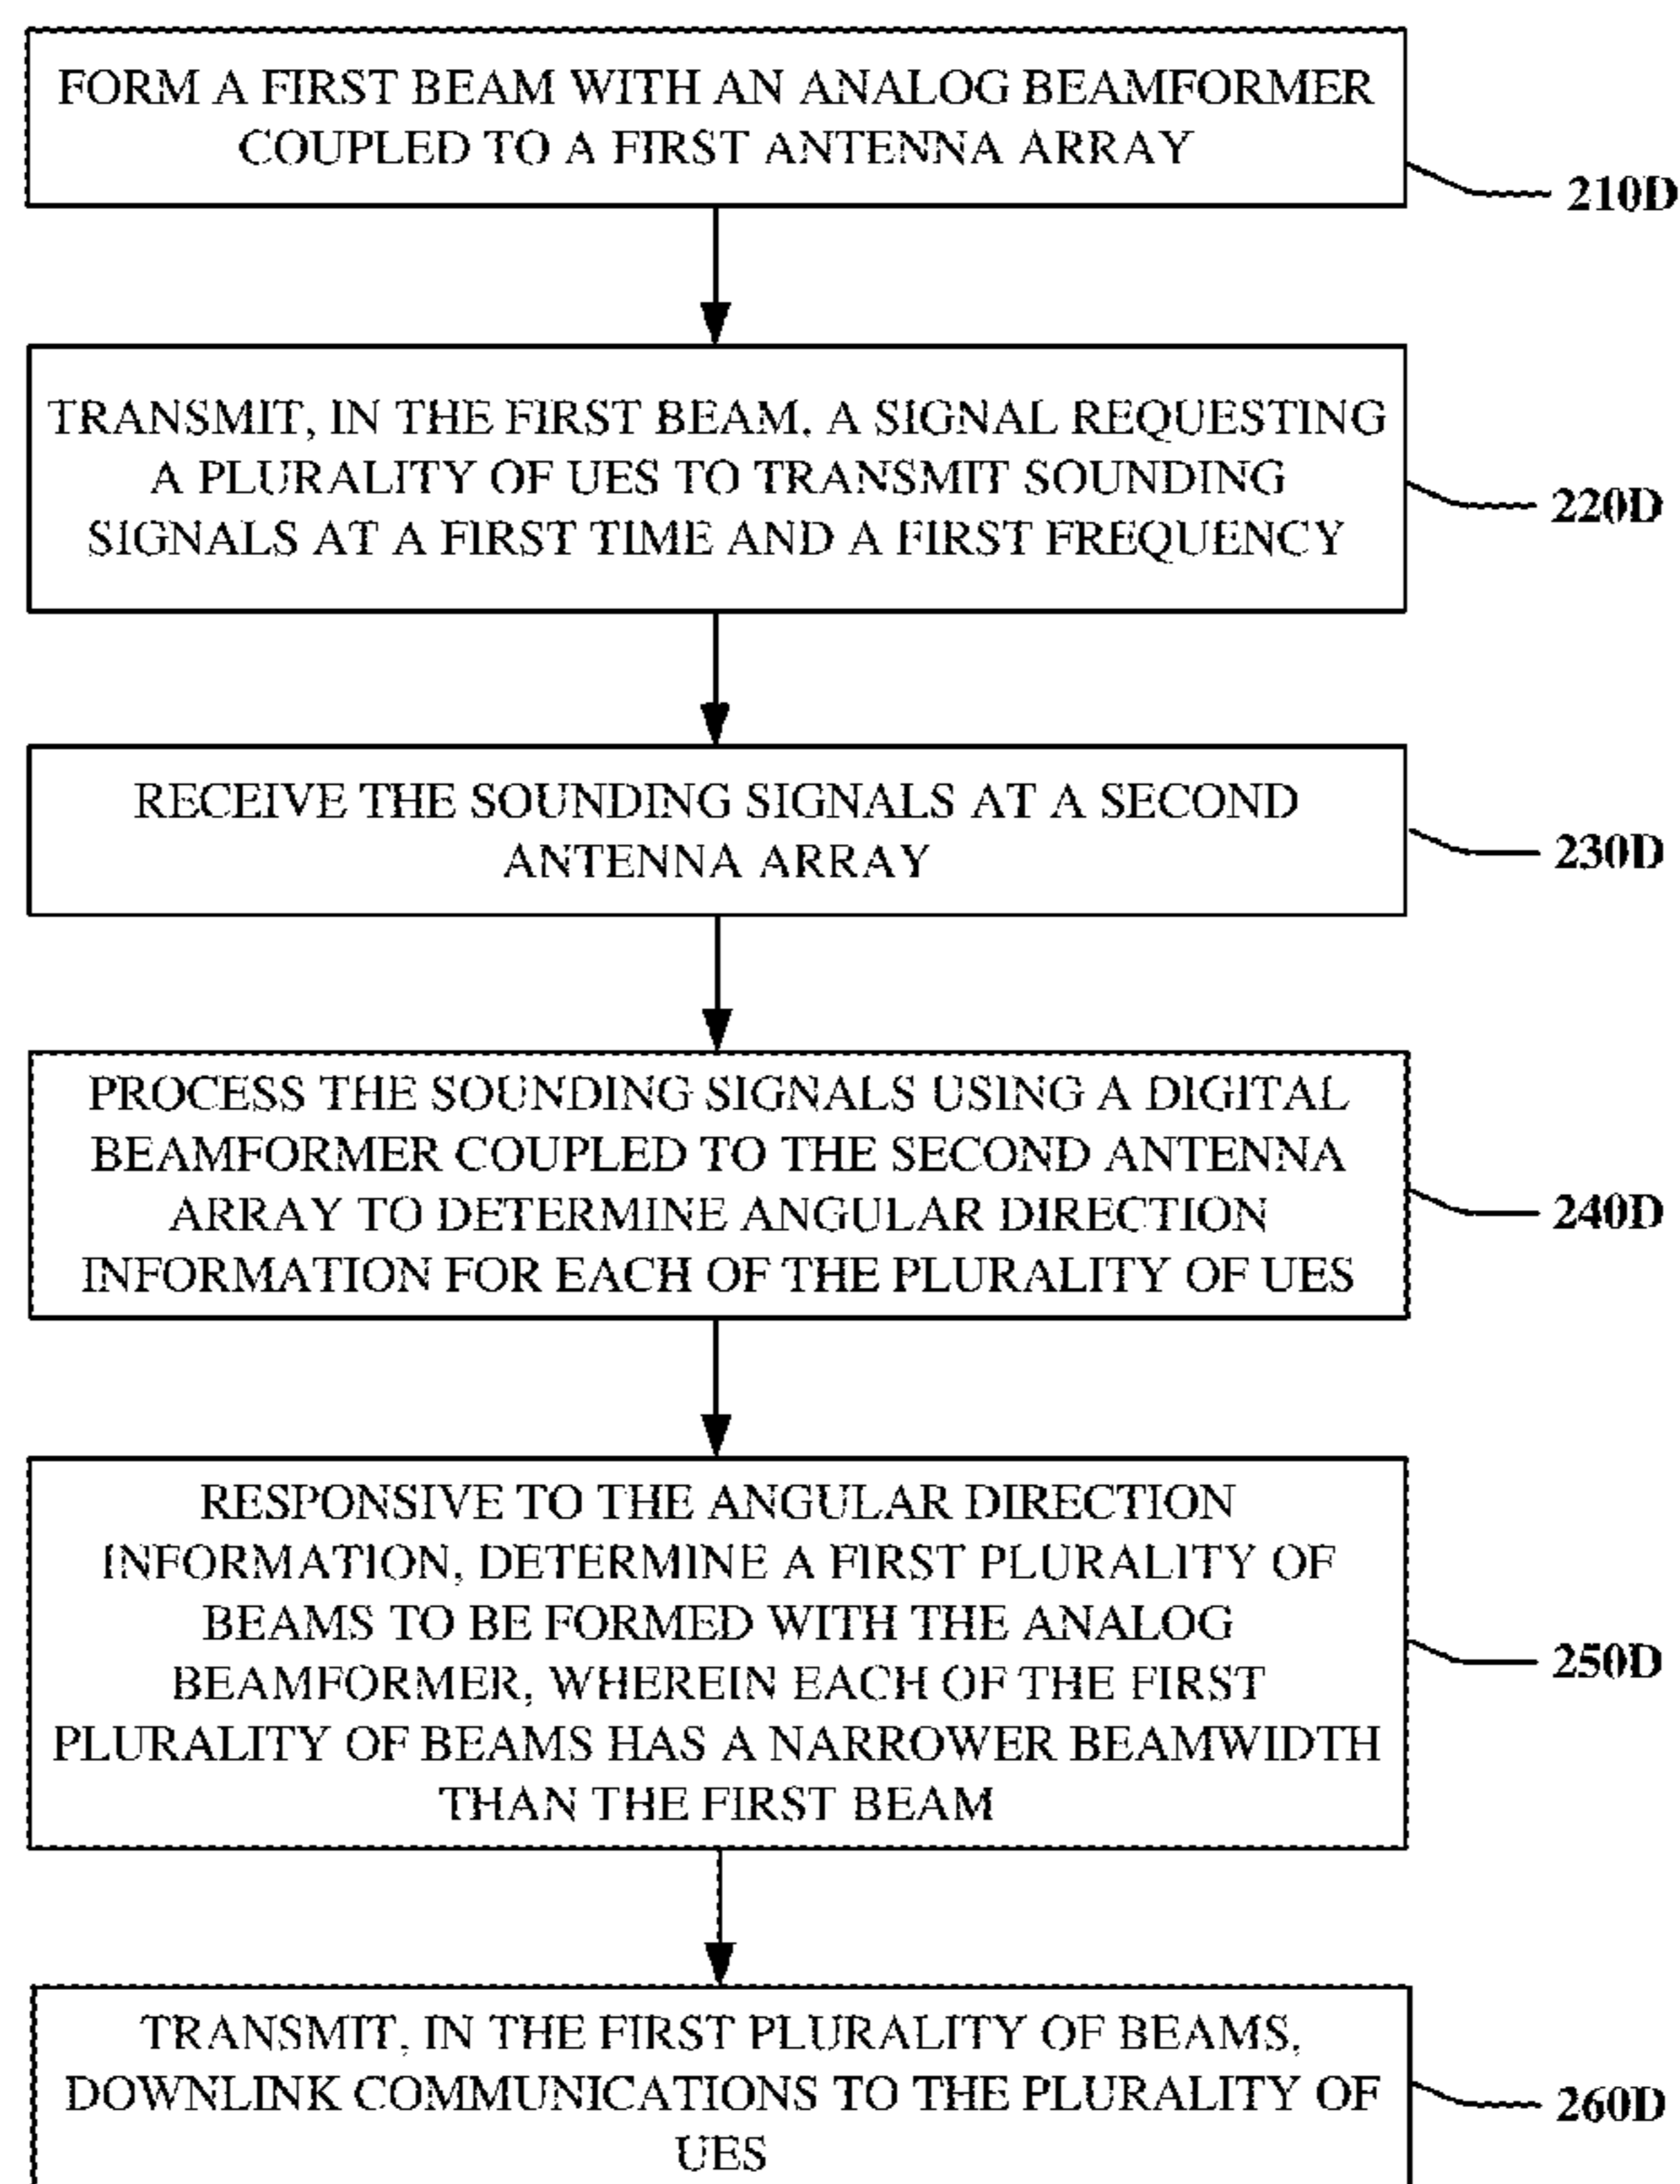 FORM A FIRST BEAM WITH AN ANALOG BEAMFORMER
COUPLED TO A FIRST ANTENNA ARRAY
210D
TRANSMIT, IN THE FIRST BEAM, A SIGNAL REQUESTING
A PLURALITY OF UES TO TRANSMIT SOUNDING
SIGNALS AT A FIRST TIME AND A FIRST FREQUENCY
220D
RECEIVE THE SOUNDING SIGNALS AT A SECOND
ANTENNA ARRAY
230D
PROCESS THE SOUNDING SIGNALS USING A DIGITAL
BEAMFORMER COUPLED TO THE SECOND ANTENNA
ARRAY TO DETERMINE ANGULAR DIRECTION
INFORMATION FOR EACH OF THE PLURALITY OF UES
240D
RESPONSIVE TO THE ANGULAR DIRECTION
INFORMATION, DETERMINE A FIRST PLURALITY OF
BEAMS TO BE FORMED WITH THE ANALOG
BEAMFORMER, WHEREIN EACH OF THE FIRST
PLURALITY OF BEAMS HAS A NARROWER BEAMWIDTH
THAN THE FIRST BEAM
250D
TRANSMIT, IN THE FIRST PLURALITY OF BEAMS,
DOWNLINK COMMUNICATIONS TO THE PLURALITY OF
UES
260D